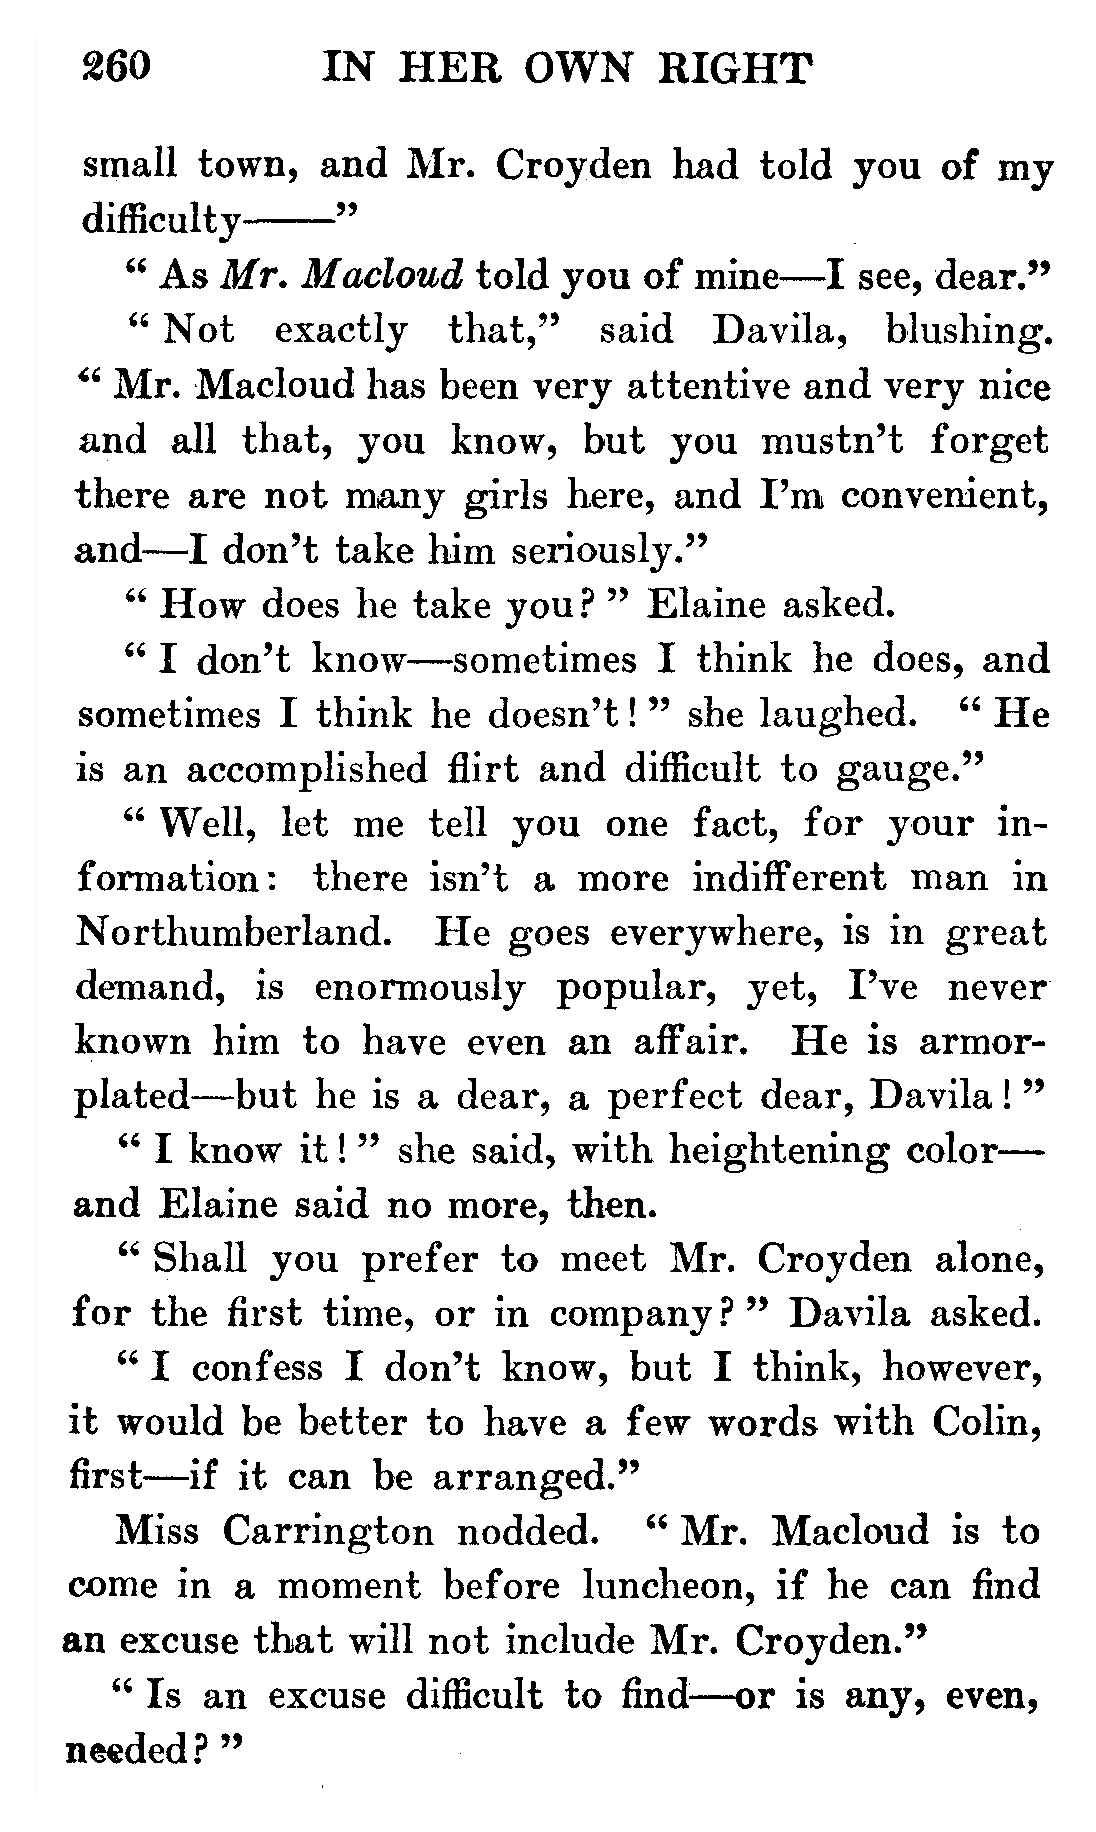 260 IN HER OWN RIGHT
small town, and Mr. Croyden had told you of my
difficulty——”
“ As Mr. Macloud told you of mine—I see, dear.”
“ Not exactly that,” said Davila, blushing.
“ Mr. Macloud has been very attentive and very nice
and all that, you know, but you mustn’t forget
there are not many girls here, and I’m convenient,
and—I don’t take him seriously.”
“ How does he take you? ” Elaine asked.
“ I don’t know—sometimes I think he does, and
sometimes I think he doesn’t! ” she laughed. “ He
is an accomplished flirt and difficult to gauge.”
“ Well, let me tell you one fact, for your in-
formation: there isn’t a more indifferent man in
Northumberland. He goes everywhere, is in great
demand, is enormously popular, yet, I’ve never
known him to have even an affair. He is armor-
plated—but he is a dear, a perfect dear, Davila! ”
“ I know it! ” she said, with heightening color—
and Elaine said no more, then.
“ Shall you prefer to meet Mr. Croyden alone,
for the first time, or in company? ” Davila asked.
“ I confess I don’t know, but I think, however,
it would be better to have a few words with Colin,
first—if it can be arranged.”
Miss Carrington nodded. “ Mr. Macloud is to
come in a moment before luncheon, if he can find
an excuse that will not include Mr. Croyden.”
“ Is an excuse difficult to find—or is any, even,
needed? ”